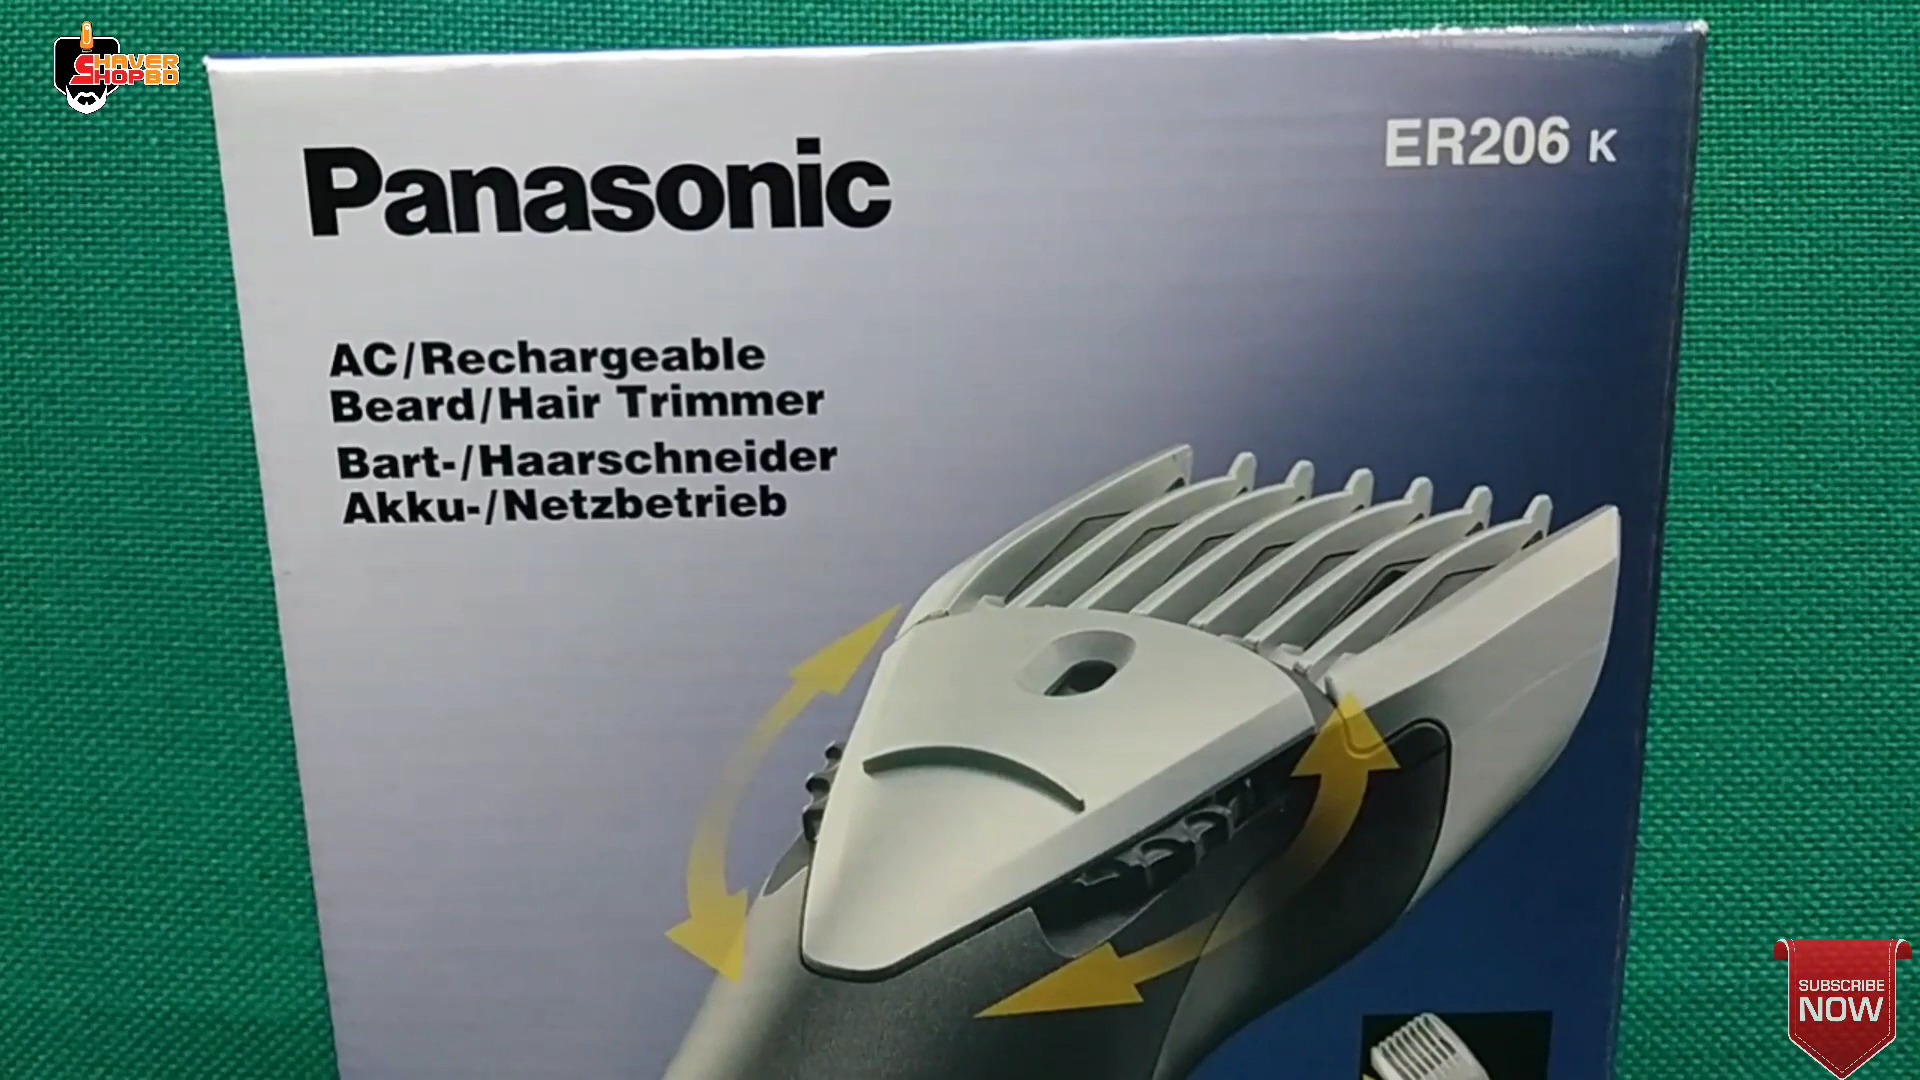 SHAVER
SHOPBD
Panasonic
ER206 K
AC/Rechargeable
Beard/Hair Trimmer
Bart-/Haarschneider
Akku-/Netzbetrieb
SUBSCRIBE
NOW